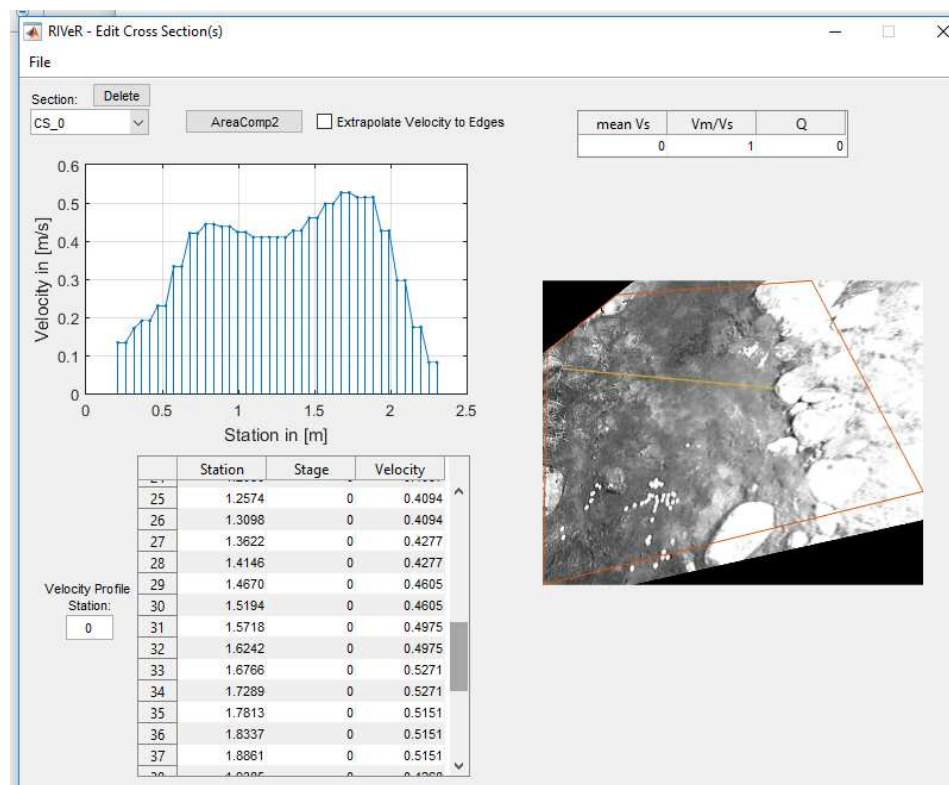 RIVeR - Edit Cross Section(s)
File
Section: Delete
CS_0
AreaComp2
Extrapolate Velocity to Edges
mean Vs Vm/Vs Q
0 1 0
0.6
0.5
0.4
0.3
0.2
0.1
0
Velocity in [m/s]
0 0.5 1 1.5 2 2.5
Station in [m]
Station Stage Velocity
25 1.2574 0 0.4094
26 1.3098 0 0.4094
27 1.3622 0 0.4277
28 1.4146 0 0.4277
29 1.4670 0 0.4605
30 1.5194 0 0.4605
31 1.5718 0 0.4975
32 1.6242 0 0.4975
33 1.6766 0 0.5271
34 1.7289 0 0.5271
35 1.7813 0 0.5151
36 1.8337 0 0.5151
37 1.8861 0 0.5151
Velocity Profile
Station:
0